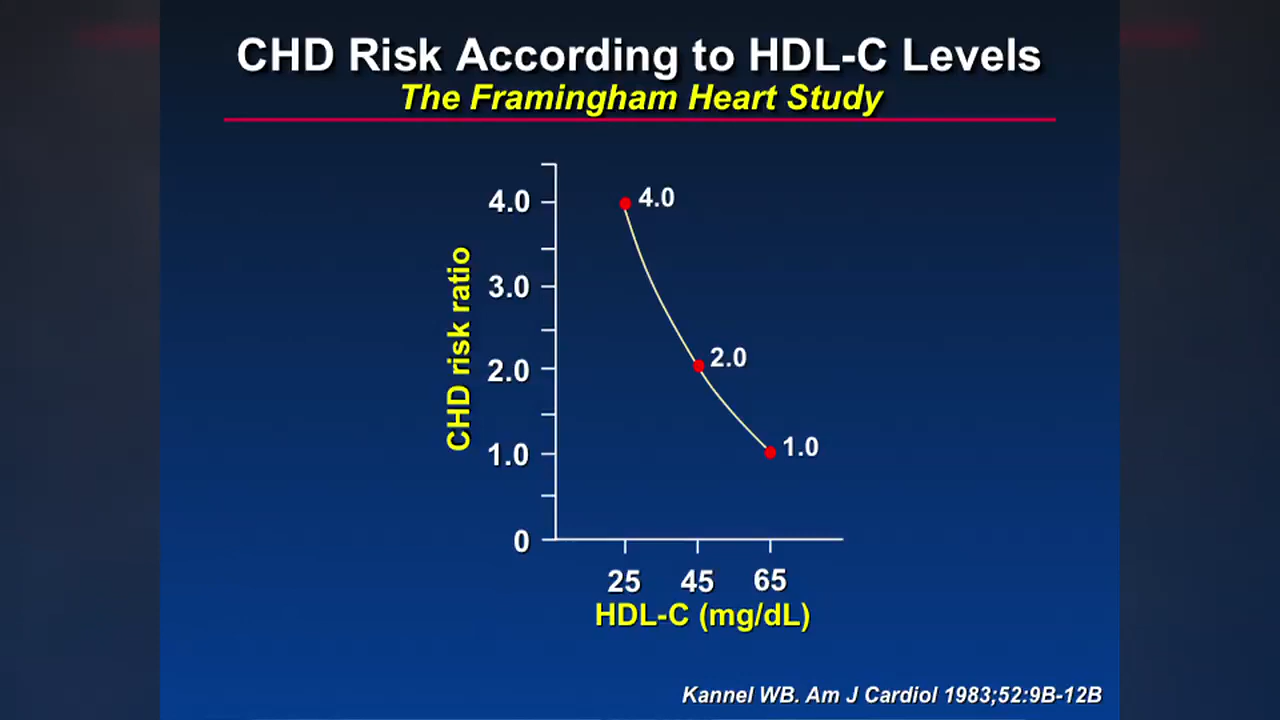 CHD Risk According to HDL-C Levels
The Framingham Heart Study
CHD risk ratio
4.0
3.0
2.0
1.0
0
4.0
2.0
1.0
25 45 65
HDL-C (mg/dL)
Kannel WB. Am J Cardiol 1983;52:9B-12B